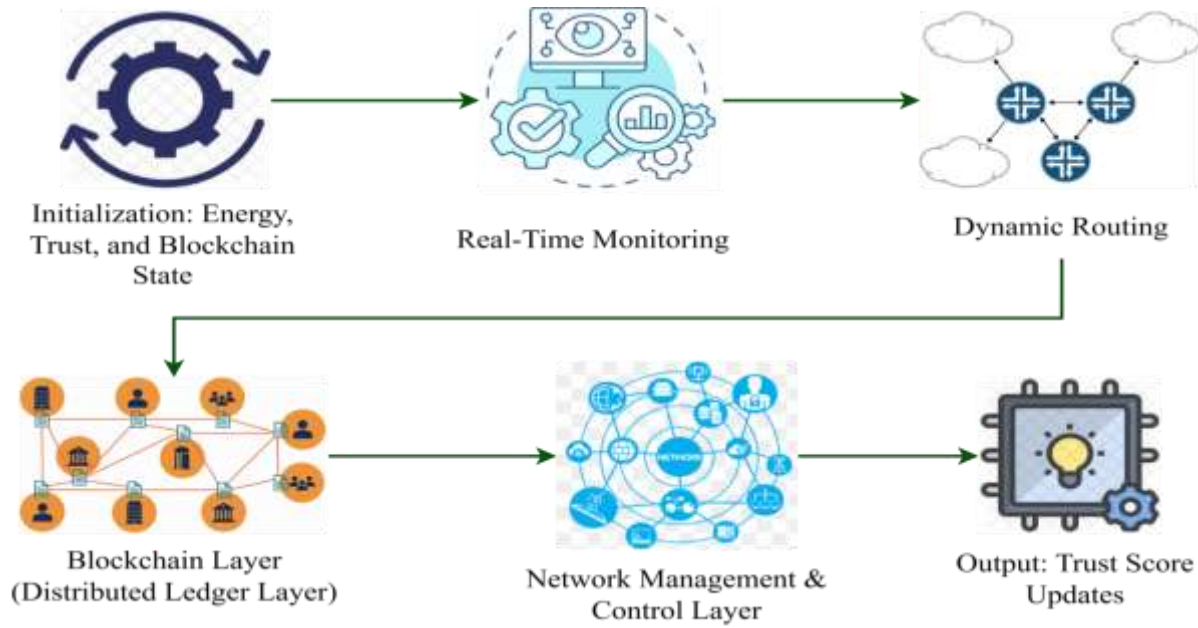 Initialization: Energy,
Trust, and Blockchain
State
Real-Time Monitoring
Dynamic Routing
Blockchain Layer
(Distributed Ledger Layer)
NETWORK
Network Management &
Control Layer
Output: Trust Score
Updates